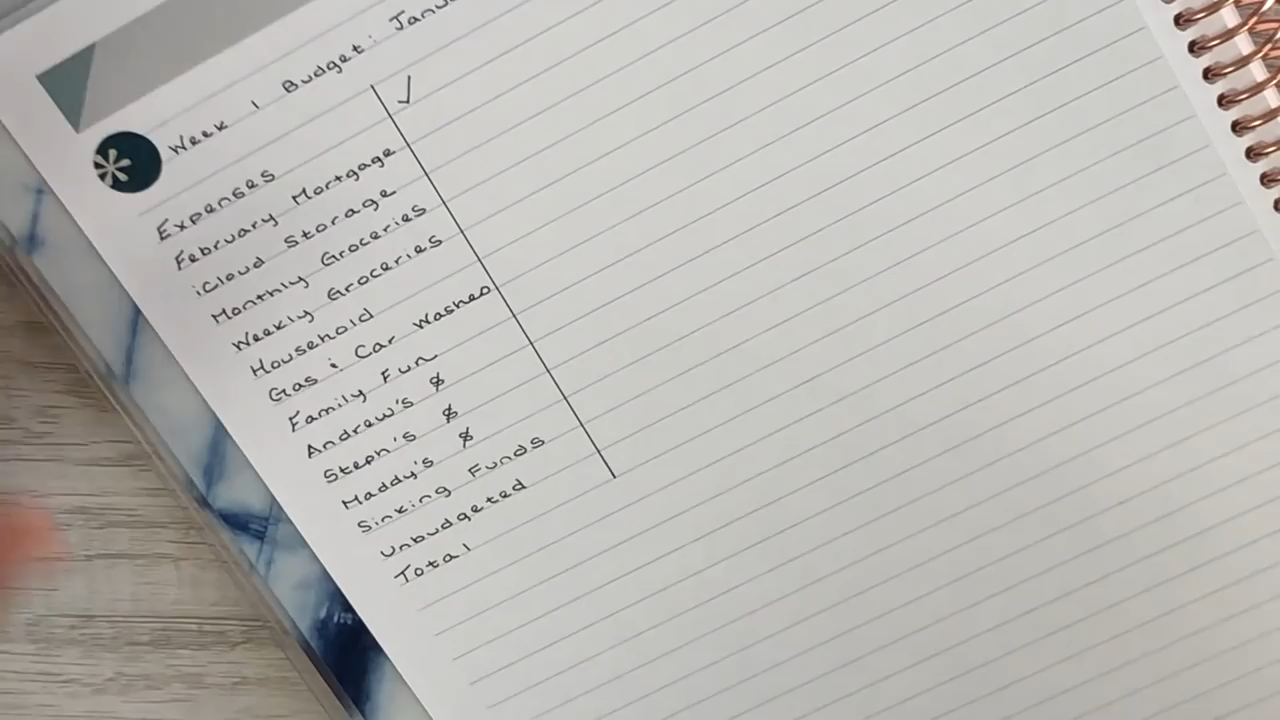 Week 1 Budget: Janu
Expenses ✓
February Mortgage
iCloud Storage
Monthly Groceries
Weekly Groceries
Household
Gas & Car Washes
Family Fun
Andrew's $
Steph's $
Maddy's $
Sinking Funds
Unbudgeted
Total